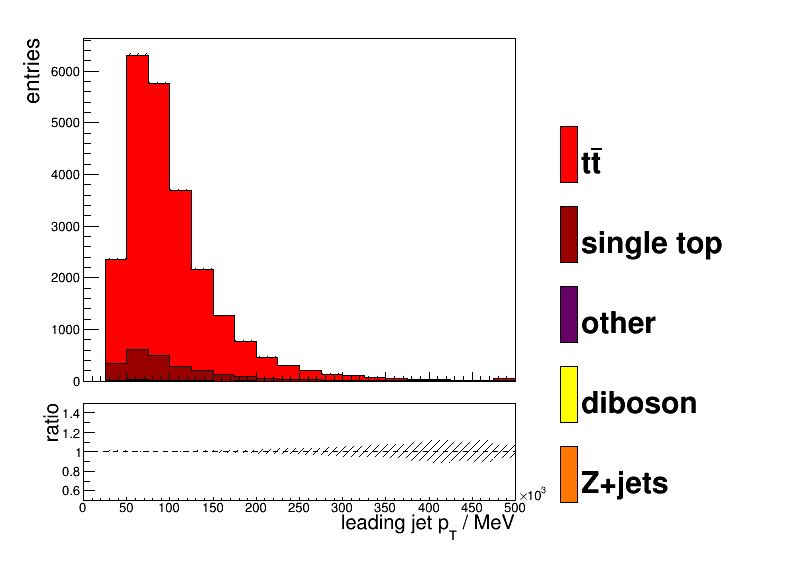 entries
6000
5000
4000
3000
2000
1000
0
ratio
1.4
1.2
1
0.8
0.6
0 50 100 150 200 250 300 350 400 450 500
×10³
leading jet p_T / MeV
tt̄
single top
other
diboson
Z+jets